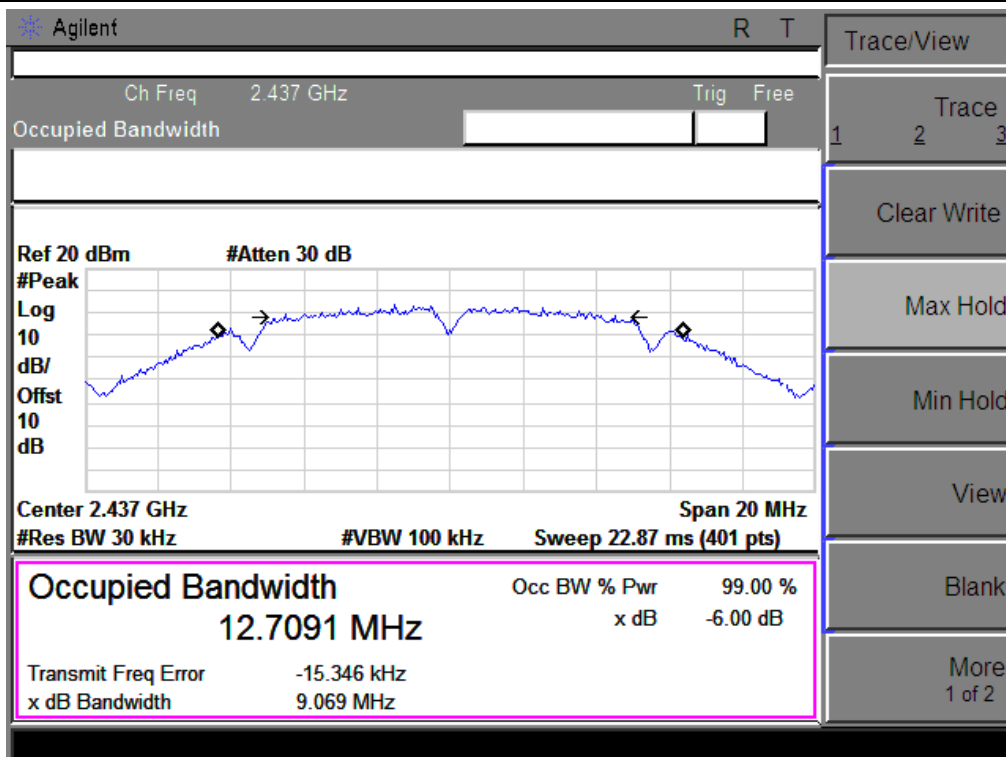 Agilent R T
Trace/View
Ch Freq 2.437 GHz Trig Free
Occupied Bandwidth
Trace
1 2 3
Clear Write
Max Hold
Min Hold
View
Blank
More
1 of 2
Ref 20 dBm #Atten 30 dB
#Peak
Log
10
dB/
Offst
10
dB
Center 2.437 GHz Span 20 MHz
#Res BW 30 kHz #VBW 100 kHz Sweep 22.87 ms (401 pts)
Occupied Bandwidth Occ BW % Pwr 99.00 %
12.7091 MHz x dB -6.00 dB
Transmit Freq Error -15.346 kHz
x dB Bandwidth 9.069 MHz